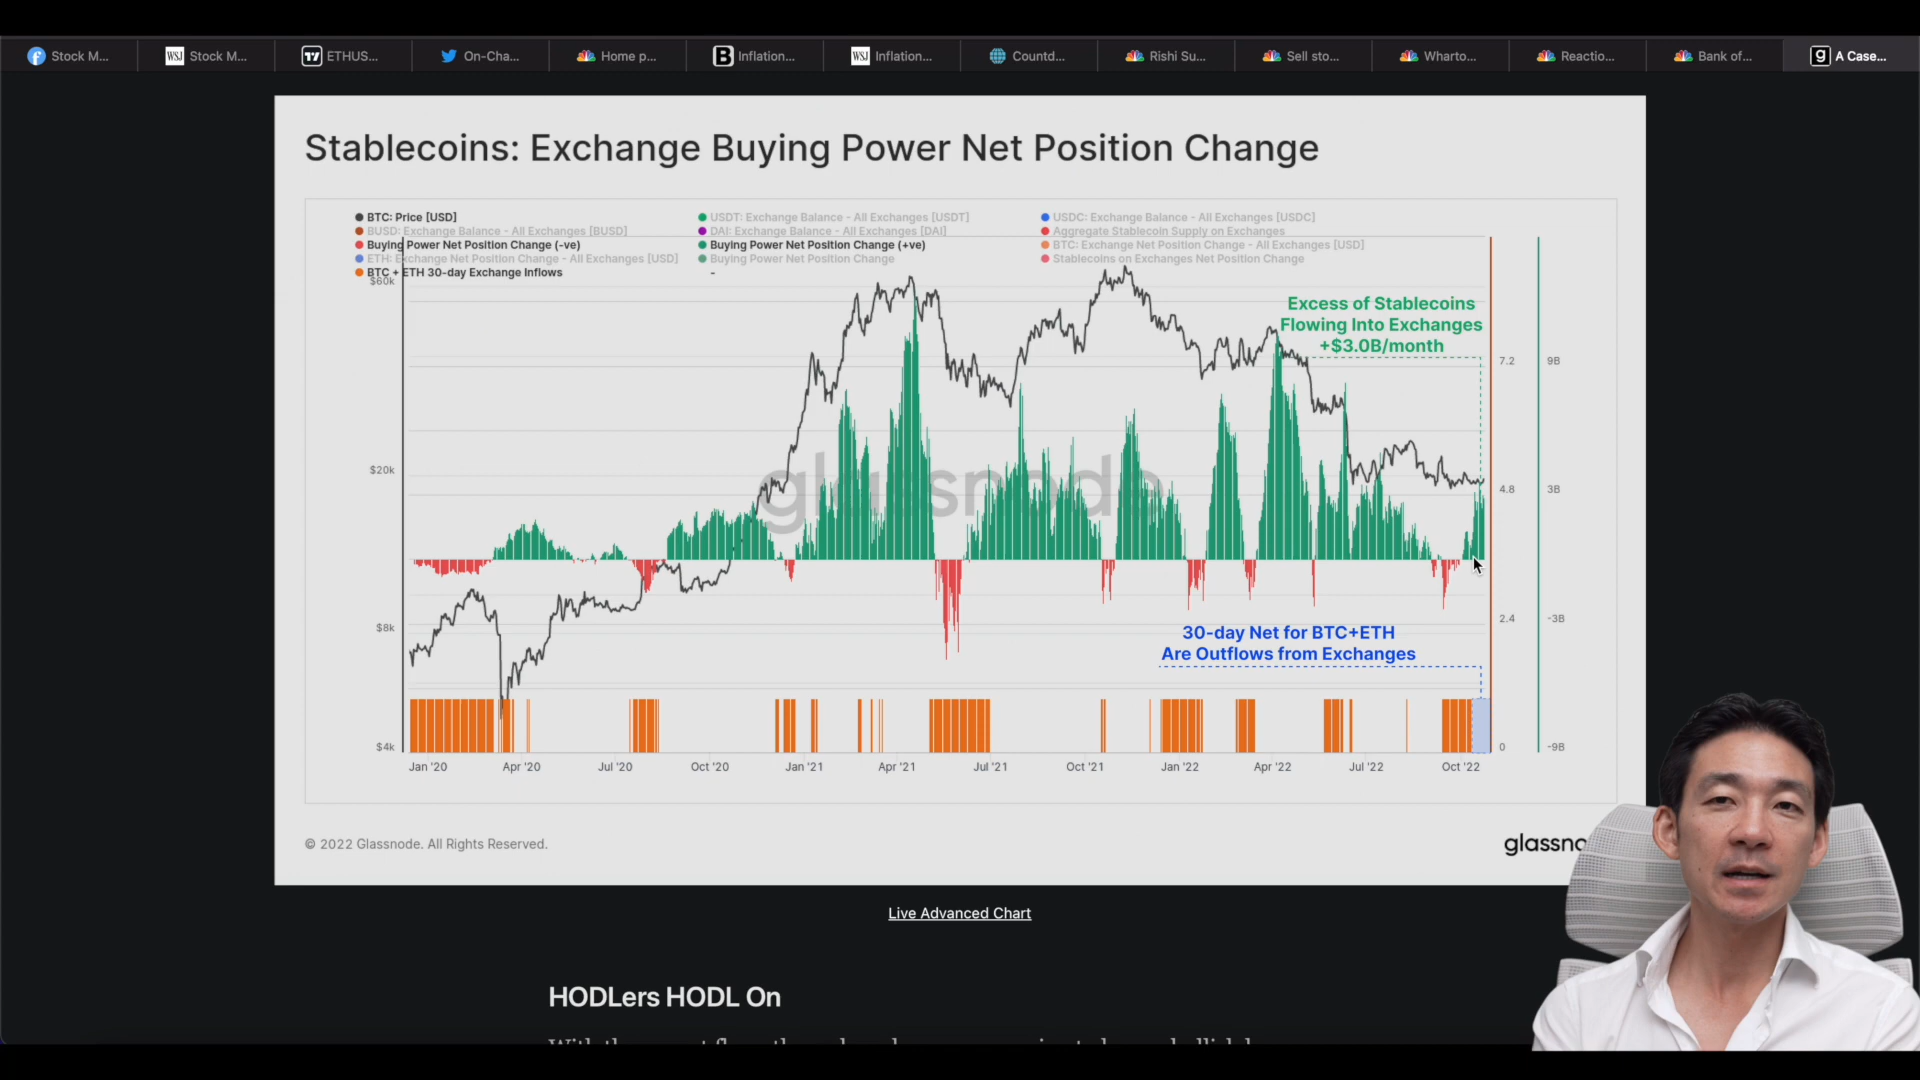 Stock M...
Stock M...
ETHUS...
On-Cha...
Home p...
Inflation...
Inflation...
Countd...
Rishi Su...
Sell sto...
Wharto...
Reactio...
Bank of...
A Case...
Stablecoins: Exchange Buying Power Net Position Change
BTC: Price [USD]
USDT: Exchange Balance - All Exchanges [USDT]
USDC: Exchange Balance - All Exchanges [USDC]
BUSD: Exchange Balance - All Exchanges [BUSD]
DAI: Exchange Balance - All Exchanges [DAI]
Aggregate Stablecoin Supply on Exchanges
Buying Power Net Position Change (-ve)
Buying Power Net Position Change (+ve)
BTC: Exchange Net Position Change - All Exchanges [USD]
ETH: Exchange Net Position Change - All Exchanges [USD]
Buying Power Net Position Change
Stablecoins on Exchanges Net Position Change
BTC + ETH 30-day Exchange Inflows
-
$60k
$20k
$8k
$4k
Excess of Stablecoins
Flowing Into Exchanges
+$3.0B/month
7.2
9B
4.8
3B
2.4
-3B
0
-9B
glassnode
30-day Net for BTC+ETH
Are Outflows from Exchanges
Jan '20
Apr '20
Jul '20
Oct '20
Jan '21
Apr '21
Jul '21
Oct '21
Jan '22
Apr '22
Jul '22
Oct '22
© 2022 Glassnode. All Rights Reserved.
glassno
Live Advanced Chart
HODLers HODL On